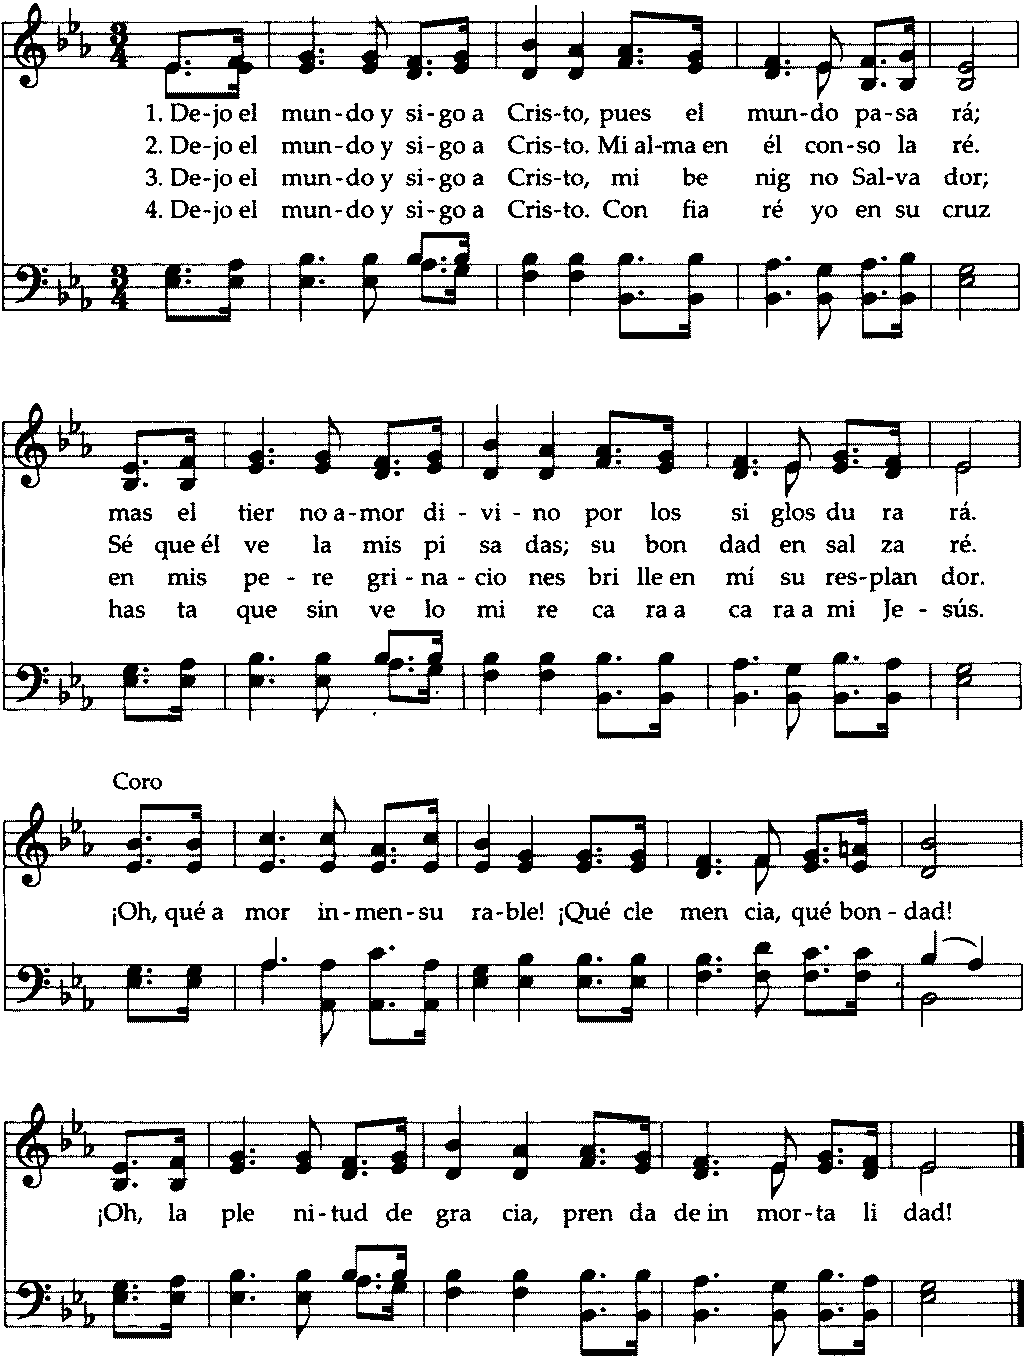 1. De-jo el mun-do y si-go a Cris-to, pues el mun-do pa-sa rá;
2. De-jo el mun-do y si-go a Cris-to. Mi al-ma en él con-so la ré.
3. De-jo el mun-do y si-go a Cris-to, mi be nig no Sal-va dor;
4. De-jo el mun-do y si-go a Cris-to. Con fia ré yo en su cruz
mas el tier no a-mor di - vi - no por los si glos du ra rá.
Sé que él ve la mis pi sa das; su bon dad en sal za ré.
en mis pe - re gri - na - cio nes bri lle en mí su res-plan dor.
has ta que sin ve lo mi re ca ra a ca ra a mi Je - sús.
Coro
¡Oh, qué a mor in-men-su ra-ble! ¡Qué cle men cia, qué bon-dad!
¡Oh, la ple ni-tud de gra cia, pren da de in mor-ta li dad!